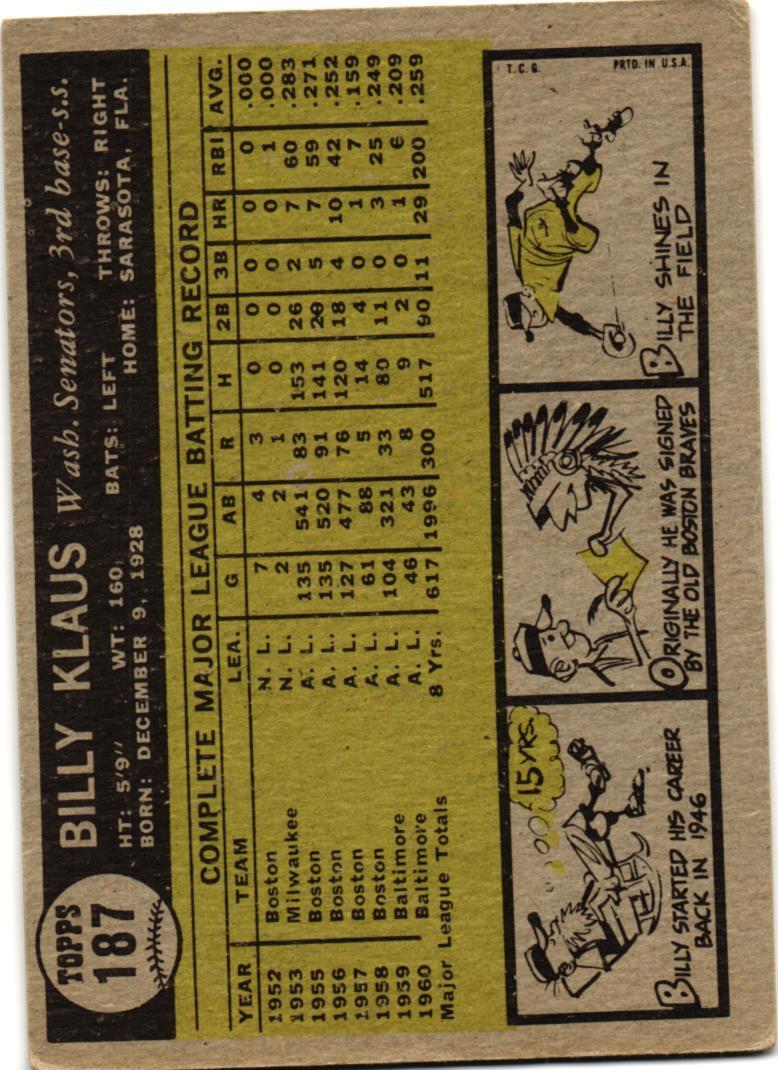 TOPPS
187
BILLY KLAUS Wash. Senators, 3rd base-s.s.
HT: 5'9" WT: 160 BATS: LEFT THROWS: RIGHT
BORN: DECEMBER 9, 1928 HOME: SARASOTA, FLA.
COMPLETE MAJOR LEAGUE BATTING RECORD
YEAR TEAM LEA. G AB R H 2B 3B HR RBI AVG.
1952 Boston N. L. 7 4 3 0 0 0 0 0 .000
1953 Milwaukee N. L. 2 2 1 0 0 0 0 1 .000
1955 Boston A. L. 135 541 83 153 26 2 7 60 .283
1956 Boston A. L. 135 520 91 141 29 5 7 59 .271
1957 Boston A. L. 127 477 76 120 18 4 10 42 .252
1958 Boston A. L. 61 88 5 14 4 0 1 7 .159
1959 Baltimore A. L. 104 321 33 80 11 0 3 25 .249
1960 Baltimore A. L. 46 43 8 9 2 0 1 6 .209
Major League Totals 8 Yrs. 617 1996 300 517 90 11 29 200 .259
15 YRS.
BILLY STARTED HIS CAREER
BACK IN 1946
ORIGINALLY HE WAS SIGNED
BY THE OLD BOSTON BRAVES
T.C.G. PRTD. IN U.S.A.
BILLY SHINES IN
THE FIELD